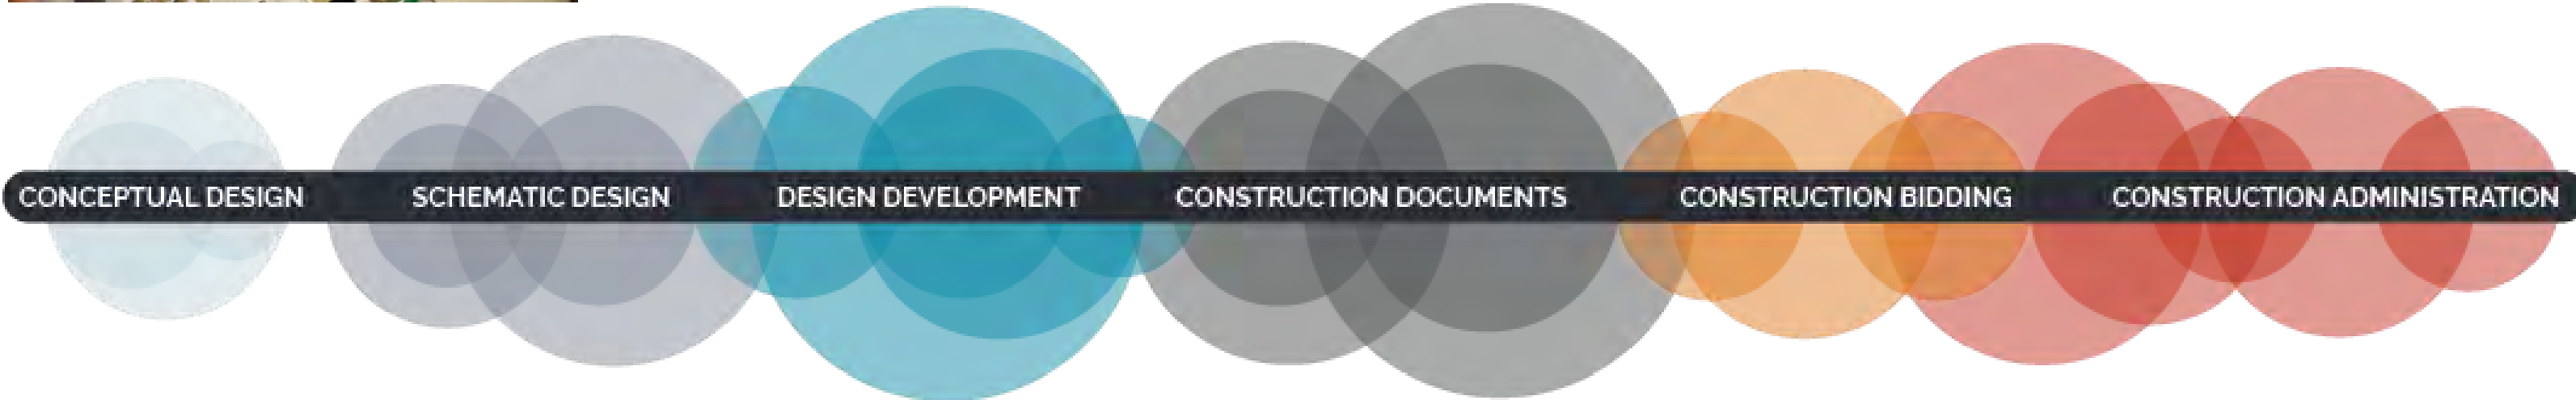 CONCEPTUAL DESIGN
SCHEMATIC DESIGN
DESIGN DEVELOPMENT
CONSTRUCTION DOCUMENTS
CONSTRUCTION BIDDING
CONSTRUCTION ADMINISTRATION